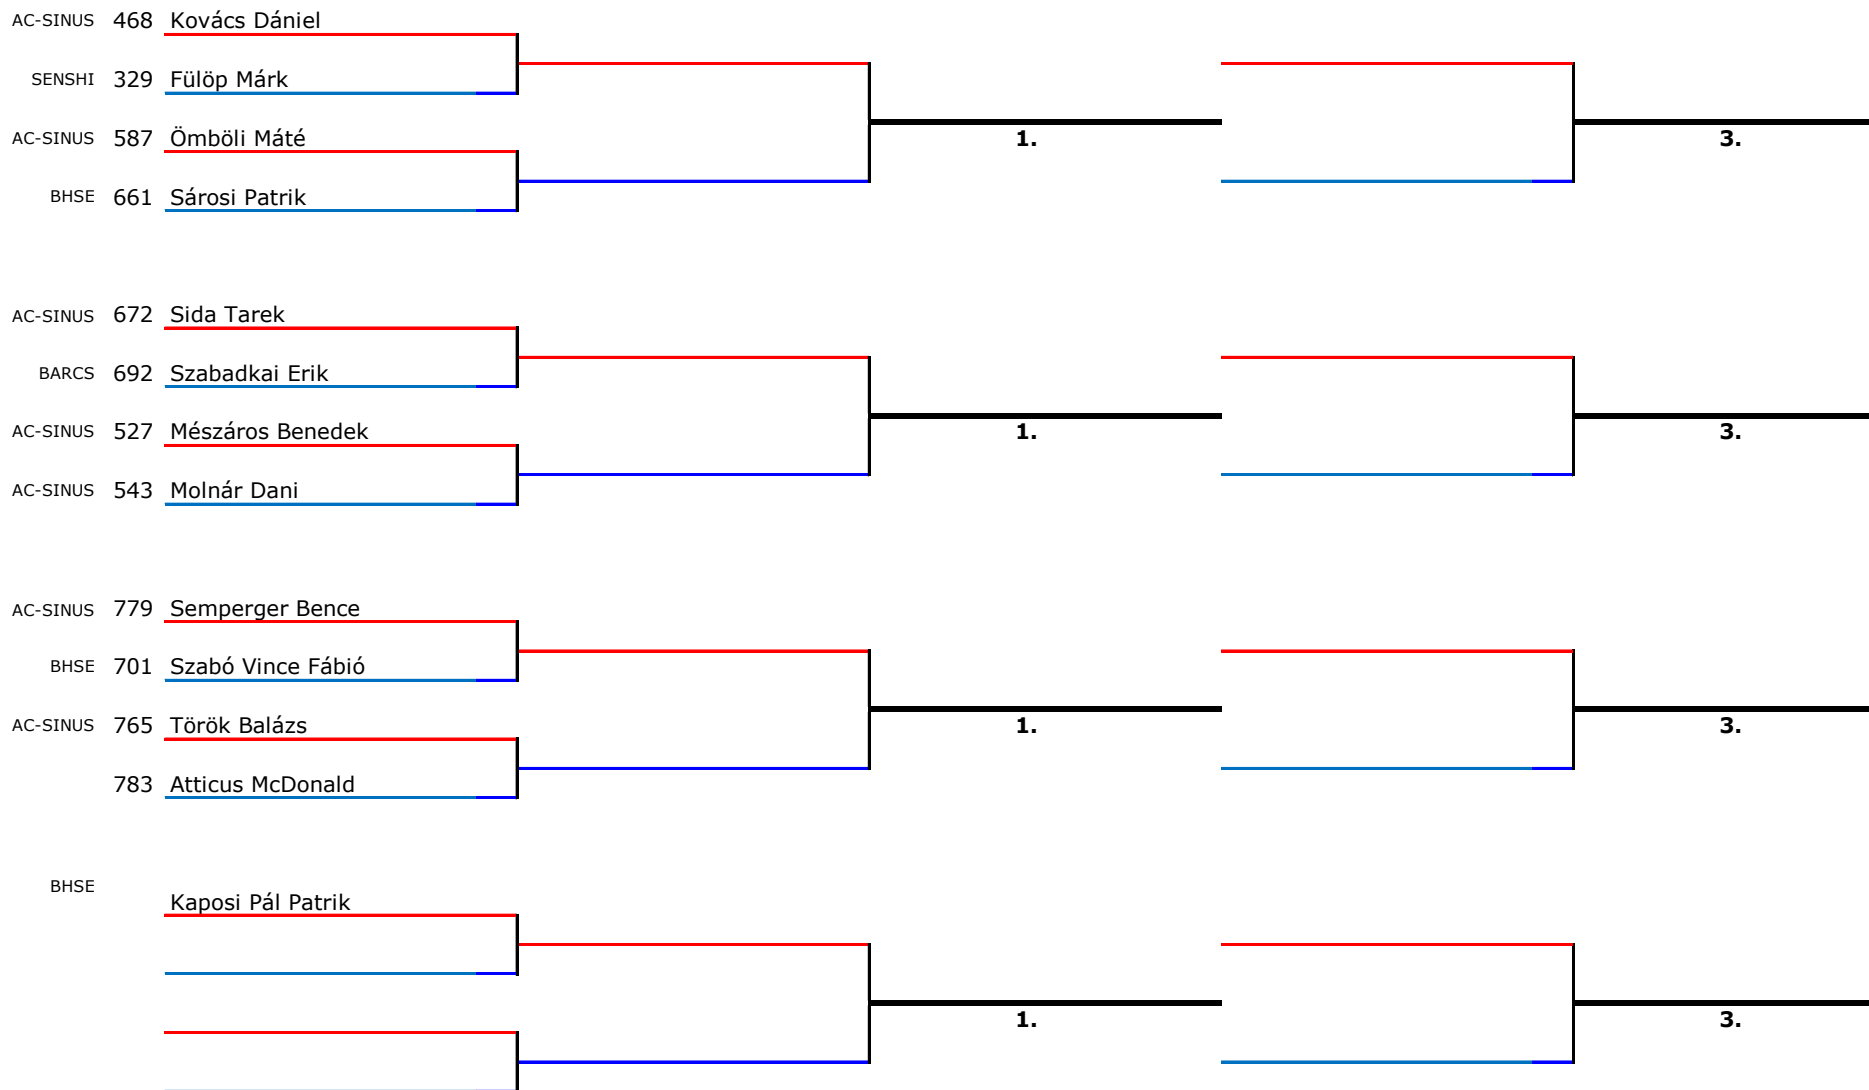 AC-SINUS 468 Kovács Dániel
SENSHI 329 Fülöp Márk
AC-SINUS 587 Ömböli Máté
1. 3.
BHSE 661 Sárosi Patrik
AC-SINUS 672 Sida Tarek
BARCS 692 Szabadkai Erik
AC-SINUS 527 Mészáros Benedek
1. 3.
AC-SINUS 543 Molnár Dani
AC-SINUS 779 Semperger Bence
BHSE 701 Szabó Vince Fábió
AC-SINUS 765 Török Balázs
1. 3.
783 Atticus McDonald
BHSE
Kaposi Pál Patrik
1. 3.